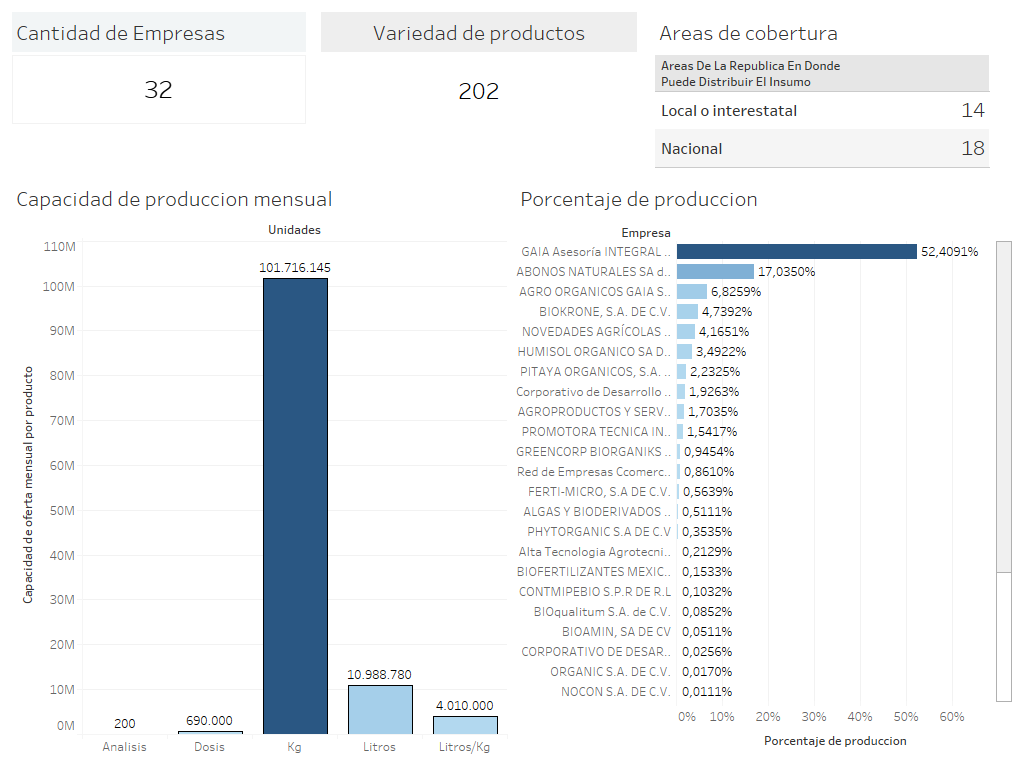 Cantidad de Empresas
32
Variedad de productos
202
Areas de cobertura
Areas De La Republica En Donde
Puede Distribuir El Insumo
Local o interestatal 14
Nacional 18
Capacidad de produccion mensual
Unidades
Capacidad de oferta mensual por producto
110M
100M
90M
80M
70M
60M
50M
40M
30M
20M
10M
0M
200
690.000
101.716.145
10.988.780
4.010.000
Analisis
Dosis
Kg
Litros
Litros/Kg
Porcentaje de produccion
Empresa
GAIA Asesoría INTEGRAL .. 52,4091%
ABONOS NATURALES SA d.. 17,0350%
AGRO ORGANICOS GAIA S.. 6,8259%
BIOKRONE, S.A. DE C.V. 4,7392%
NOVEDADES AGRÍCOLAS .. 4,1651%
HUMISOL ORGANICO SA D.. 3,4922%
PITAYA ORGANICOS, S.A. .. 2,2325%
Corporativo de Desarrollo .. 1,9263%
AGROPRODUCTOS Y SERV.. 1,7035%
PROMOTORA TECNICA IN.. 1,5417%
GREENCORP BIORGANIKS .. 0,9454%
Red de Empresas Ccomerc.. 0,8610%
FERTI-MICRO, S.A DE C.V. 0,5639%
ALGAS Y BIODERIVADOS .. 0,5111%
PHYTORGANIC S.A DE C.V 0,3535%
Alta Tecnologia Agrotecni.. 0,2129%
BIOFERTILIZANTES MEXIC.. 0,1533%
CONTMIPEBIO S.P.R DE R.L 0,1032%
BIOqualitum S.A. de C.V. 0,0852%
BIOAMIN, SA DE CV 0,0511%
CORPORATIVO DE DESAR.. 0,0256%
ORGANIC S.A. DE C.V. 0,0170%
NOCON S.A. DE C.V. 0,0111%
0% 10% 20% 30% 40% 50% 60%
Porcentaje de produccion